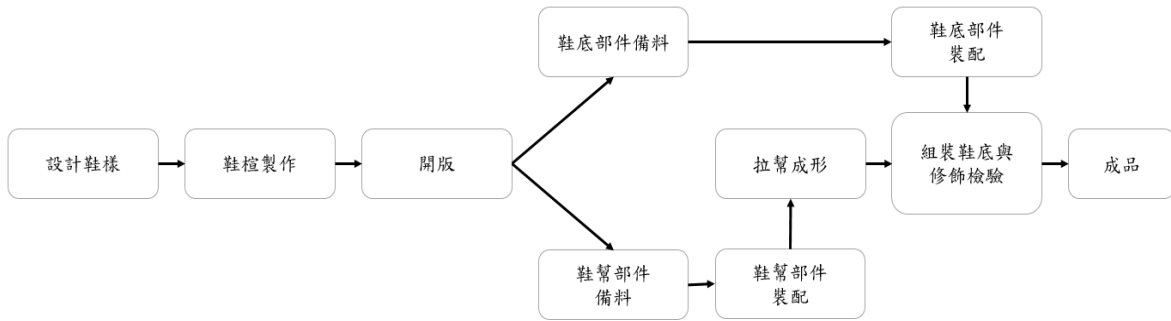 鞋底部件備料
鞋底部件
裝配
設計鞋樣
鞋楦製作
開版
拉幫成形
組裝鞋底與
修飾檢驗
成品
鞋幫部件
備料
鞋幫部件
裝配